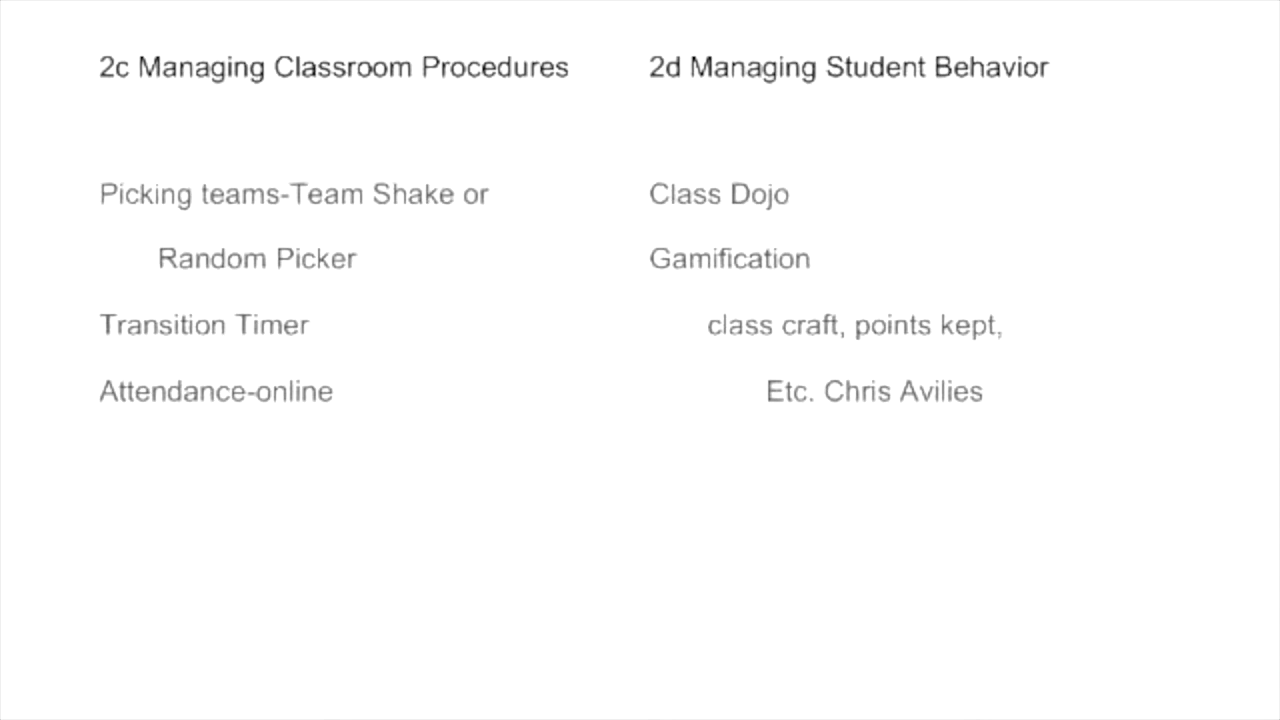 2c Managing Classroom Procedures
Picking teams-Team Shake or
Random Picker
Transition Timer
Attendance-online
2d Managing Student Behavior
Class Dojo
Gamification
class craft, points kept,
Etc. Chris Avilies